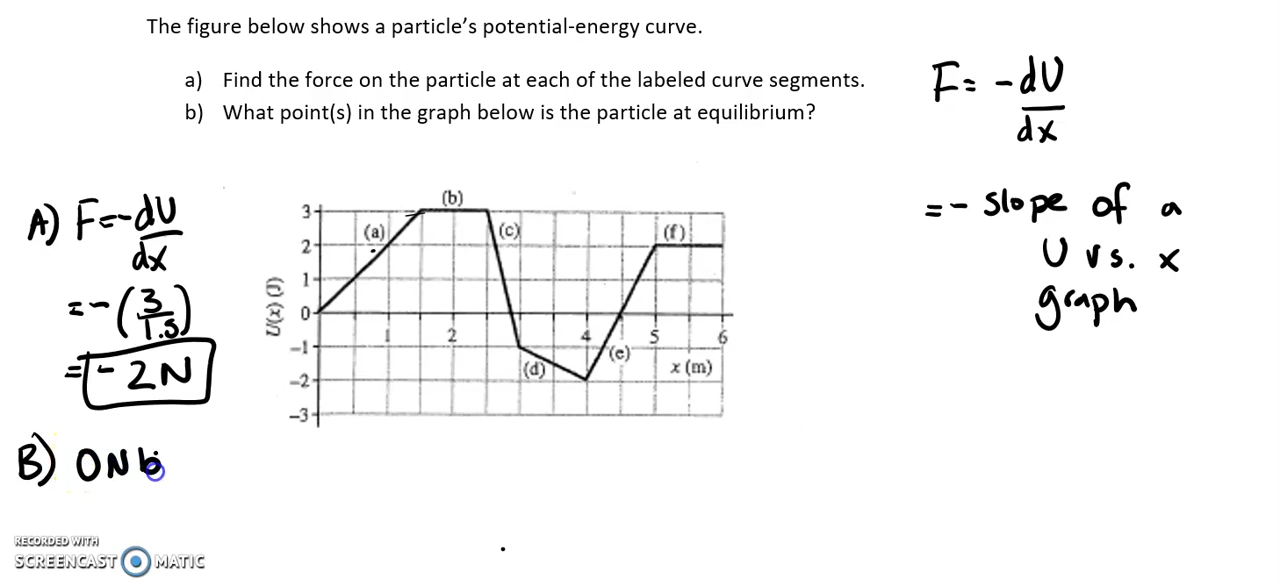 The figure below shows a particle's potential-energy curve.
a) Find the force on the particle at each of the labeled curve segments.
b) What point(s) in the graph below is the particle at equilibrium?
F = -dU
dx
= - slope of a
U vs. x
graph
A) F=-dU
dx
= -(3
1.5)
= -2N
B) ON b
(b)
3
(a)
(c)
(f)
2
1
U(x) (J)
0
1
2
4
5
6
-1
(e)
(d)
x (m)
-2
-3
RECORDED WITH
SCREENCAST MATIC